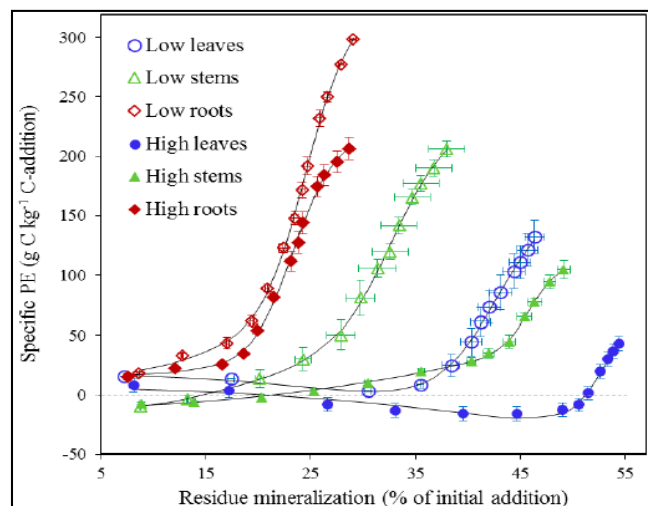 300
250
200
150
100
50
0
-50
Specific PE (g C kg⁻¹ C-addition)
Low leaves
Low stems
Low roots
High leaves
High stems
High roots
5 15 25 35 45 55
Residue mineralization (% of initial addition)